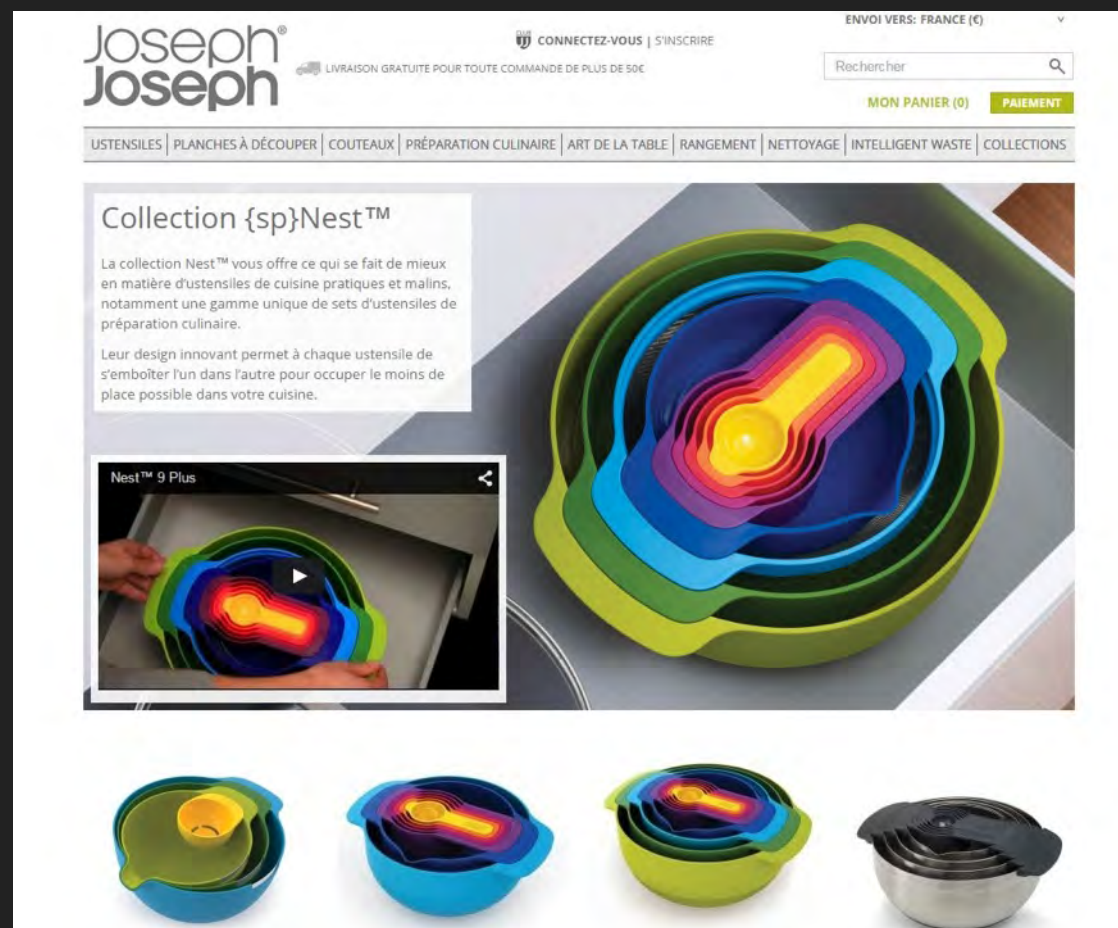 Joseph®
Joseph
CONNECTEZ-VOUS | S'INSCRIRE
LIVRAISON GRATUITE POUR TOUTE COMMANDE DE PLUS DE 50€
ENVOI VERS: FRANCE (€)
Rechercher
MON PANIER (0) PAIEMENT
USTENSILES | PLANCHES À DÉCOUPER | COUTEAUX | PRÉPARATION CULINAIRE | ART DE LA TABLE | RANGEMENT | NETTOYAGE | INTELLIGENT WASTE | COLLECTIONS
Collection {sp}Nest™
La collection Nest™ vous offre ce qui se fait de mieux
en matière d'ustensiles de cuisine pratiques et malins,
notamment une gamme unique de sets d'ustensiles de
préparation culinaire.
Leur design innovant permet à chaque ustensile de
s'emboîter l'un dans l'autre pour occuper le moins de
place possible dans votre cuisine.
Nest™ 9 Plus